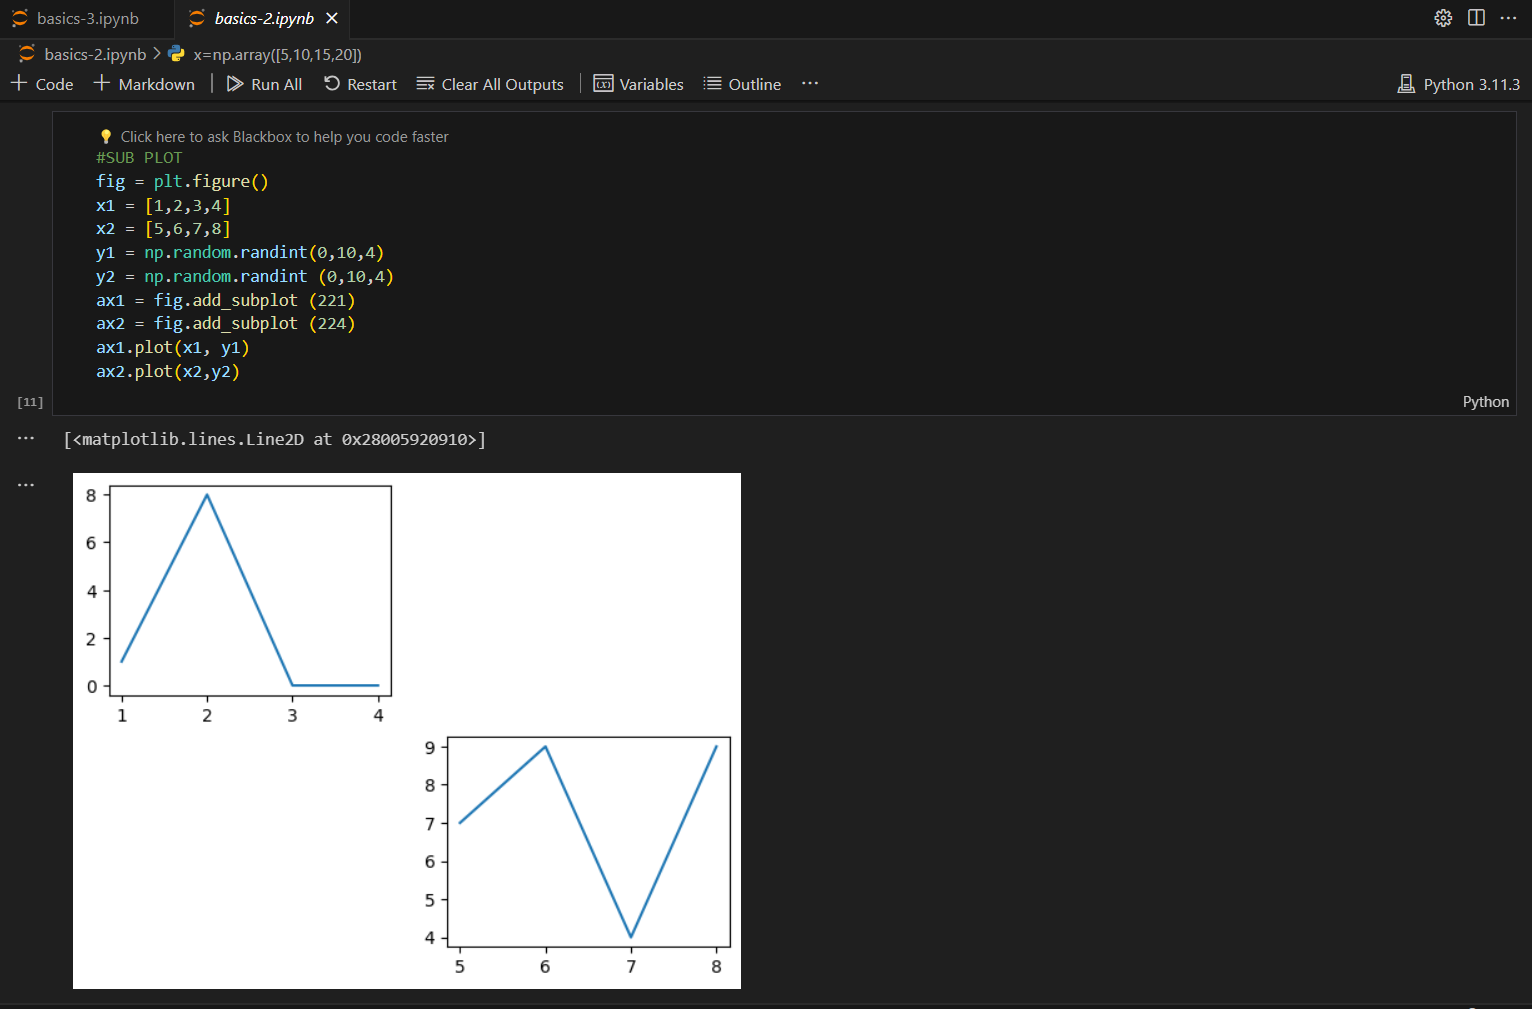 basics-3.ipynb
basics-2.ipynb
basics-2.ipynb > x=np.array([5,10,15,20])
Code Markdown Run All Restart Clear All Outputs Variables Outline ... Python 3.11.3
Click here to ask Blackbox to help you code faster
#SUB PLOT
fig = plt.figure()
x1 = [1,2,3,4]
x2 = [5,6,7,8]
y1 = np.random.randint(0,10,4)
y2 = np.random.randint (0,10,4)
ax1 = fig.add_subplot (221)
ax2 = fig.add_subplot (224)
ax1.plot(x1, y1)
ax2.plot(x2,y2)
[11] Python
[<matplotlib.lines.Line2D at 0x28005920910>]
8
6
4
2
0
1 2 3 4
9
8
7
6
5
4
5 6 7 8